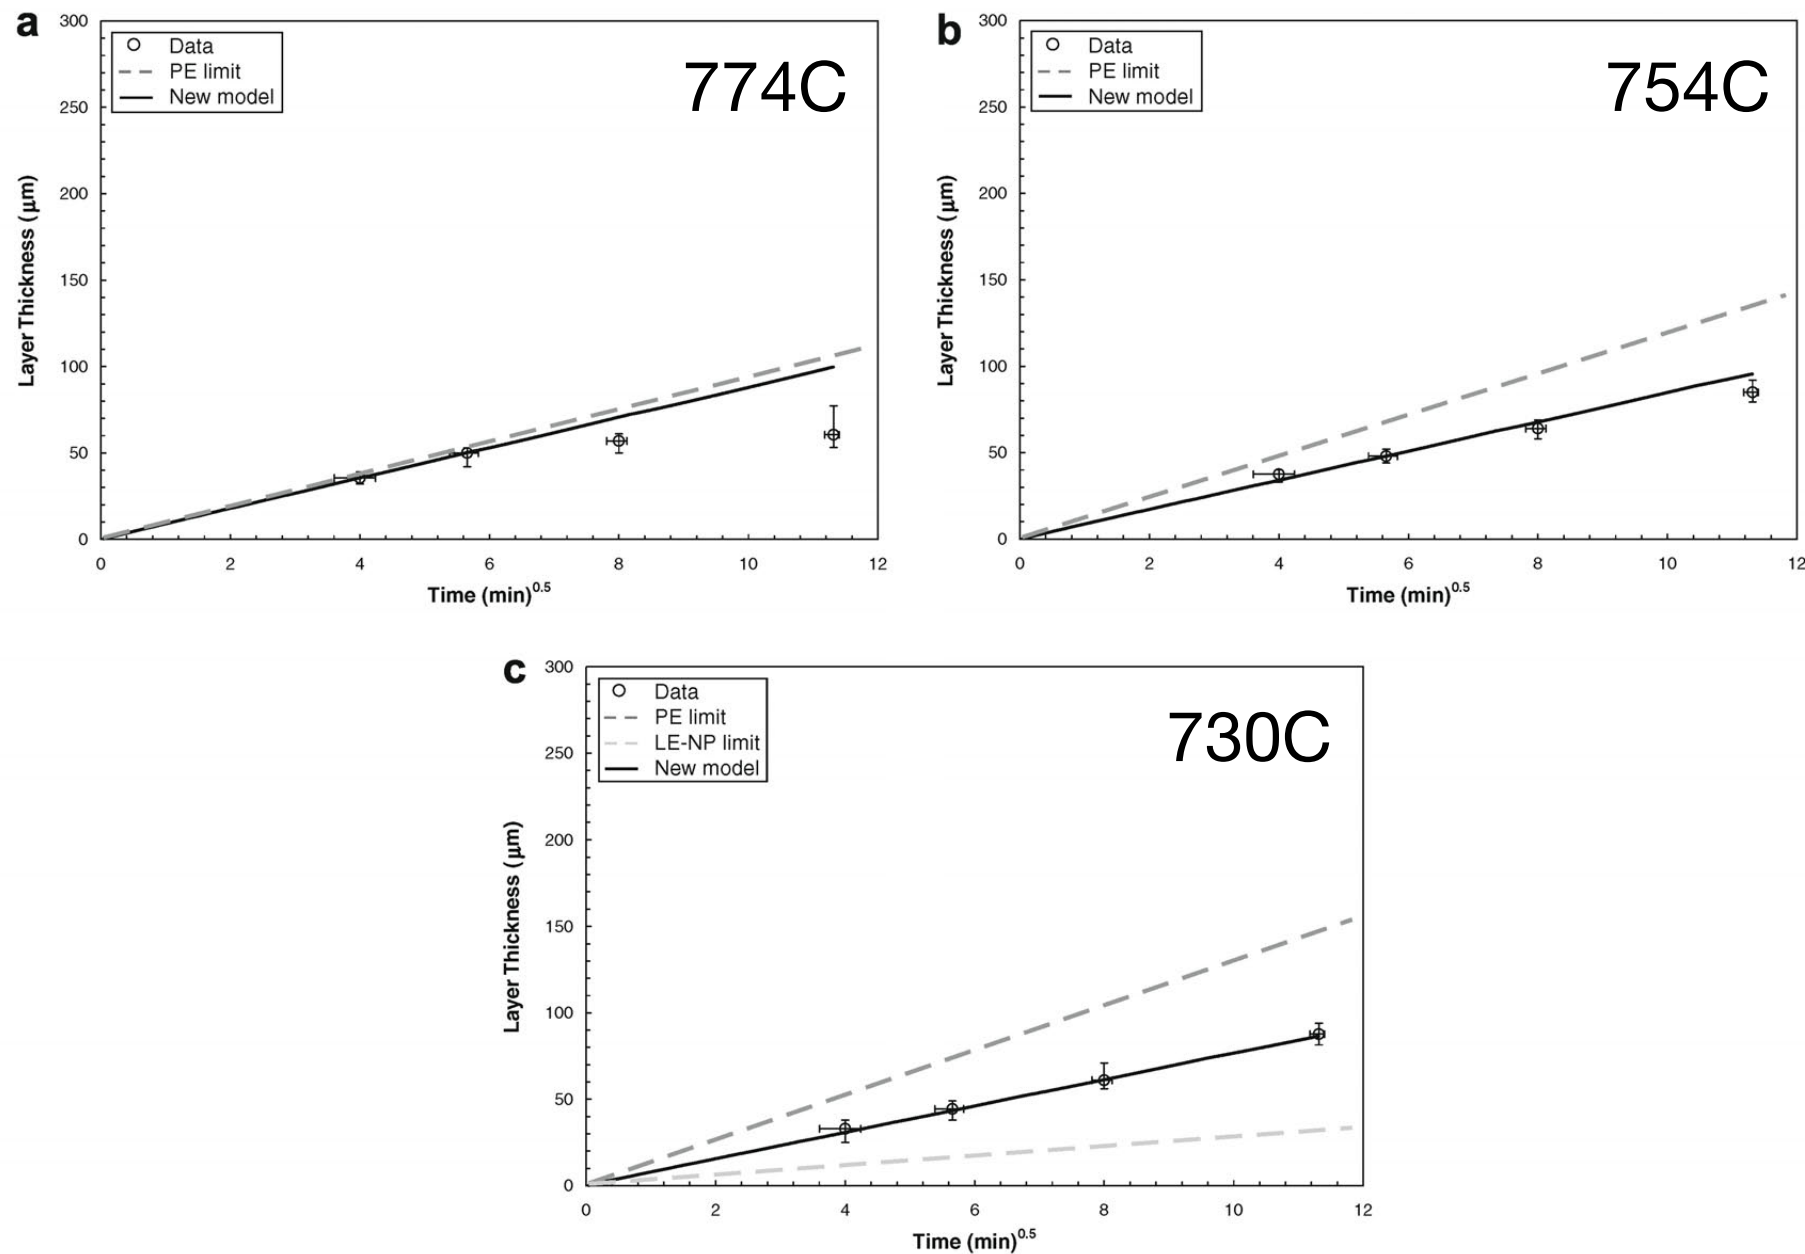 a
300
250
200
150
100
50
0
Layer Thickness (μm)
Data
PE limit
New model
774C
0 2 4 6 8 10 12
Time (min)0.5
b
300
250
200
150
100
50
0
Layer Thickness (μm)
Data
PE limit
New model
754C
0 2 4 6 8 10 12
Time (min)0.5
c
300
250
200
150
100
50
0
Layer Thickness (μm)
Data
PE limit
LE-NP limit
New model
730C
0 2 4 6 8 10 12
Time (min)0.5